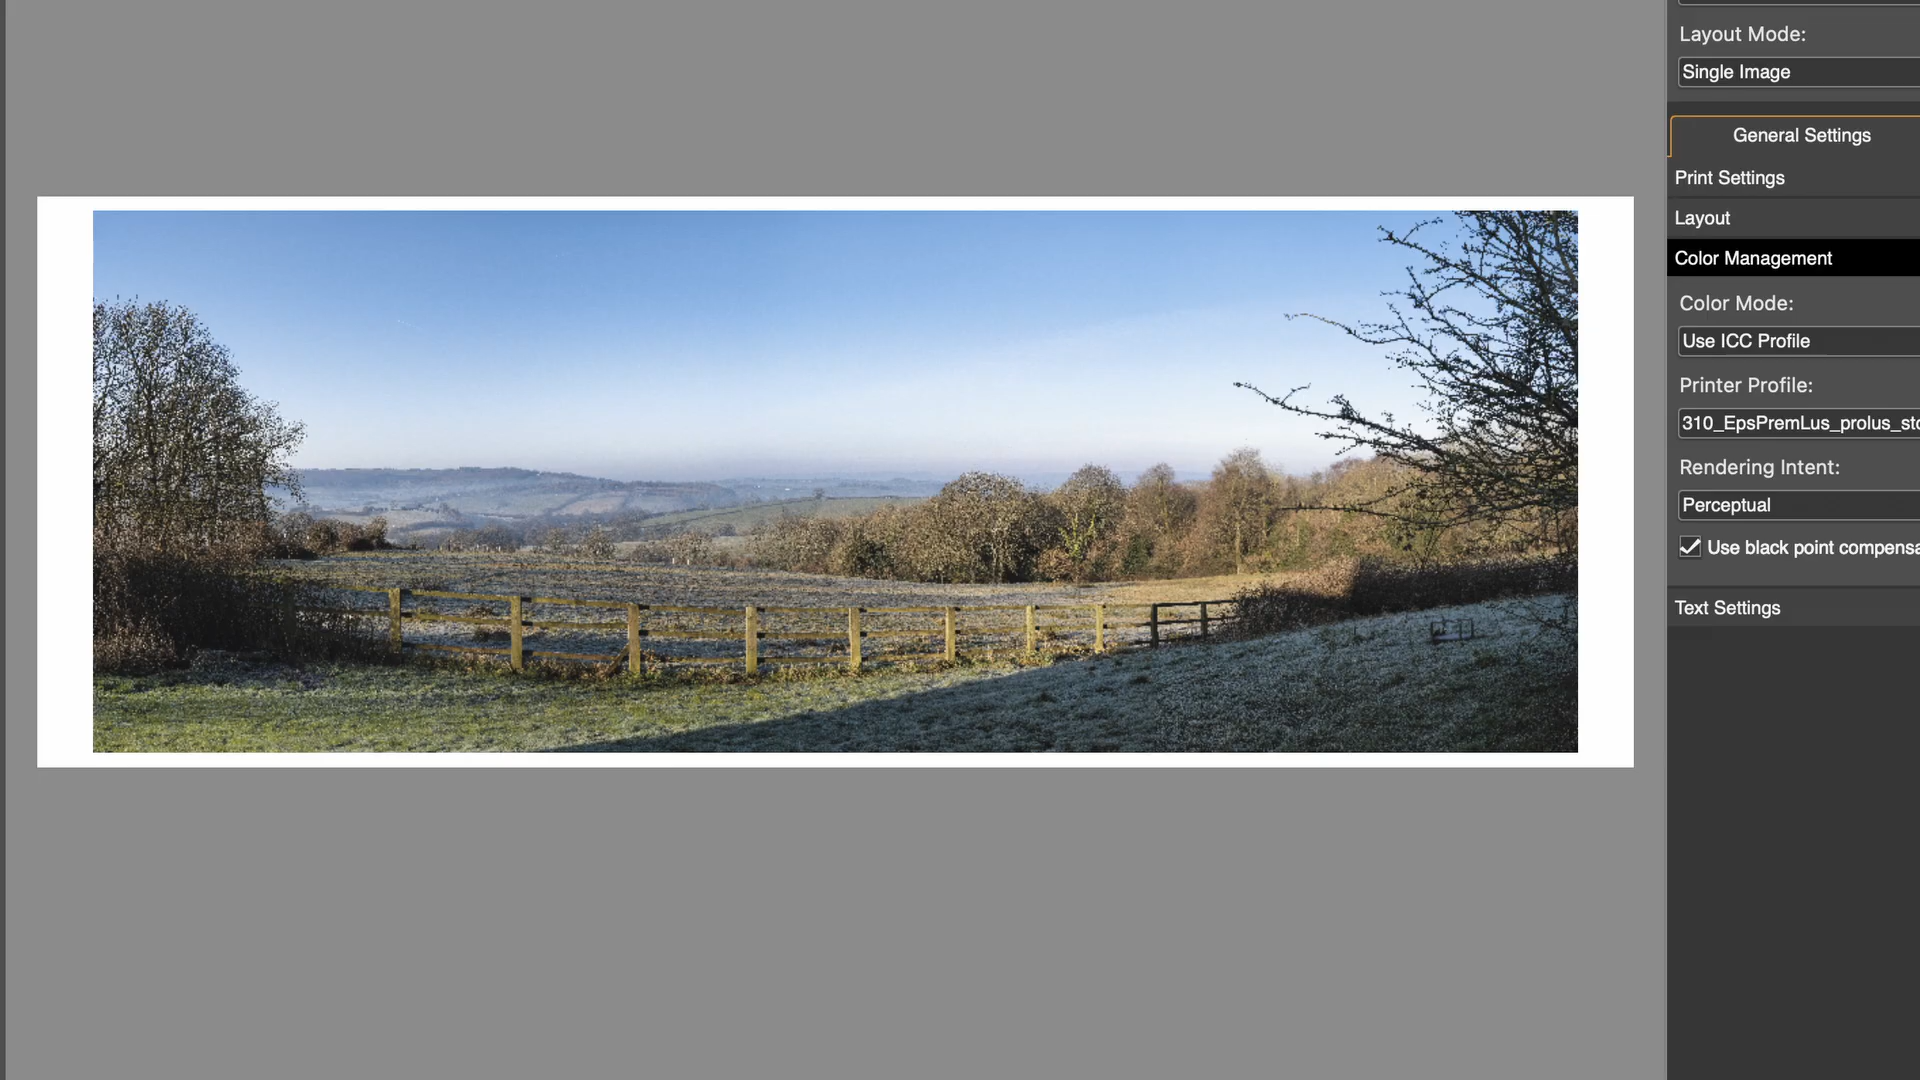 Layout Mode:
Single Image
General Settings
Print Settings
Layout
Color Management
Color Mode:
Use ICC Profile
Printer Profile:
310_EpsPremLus_prolus_st
Rendering Intent:
Perceptual
Use black point compensa
Text Settings